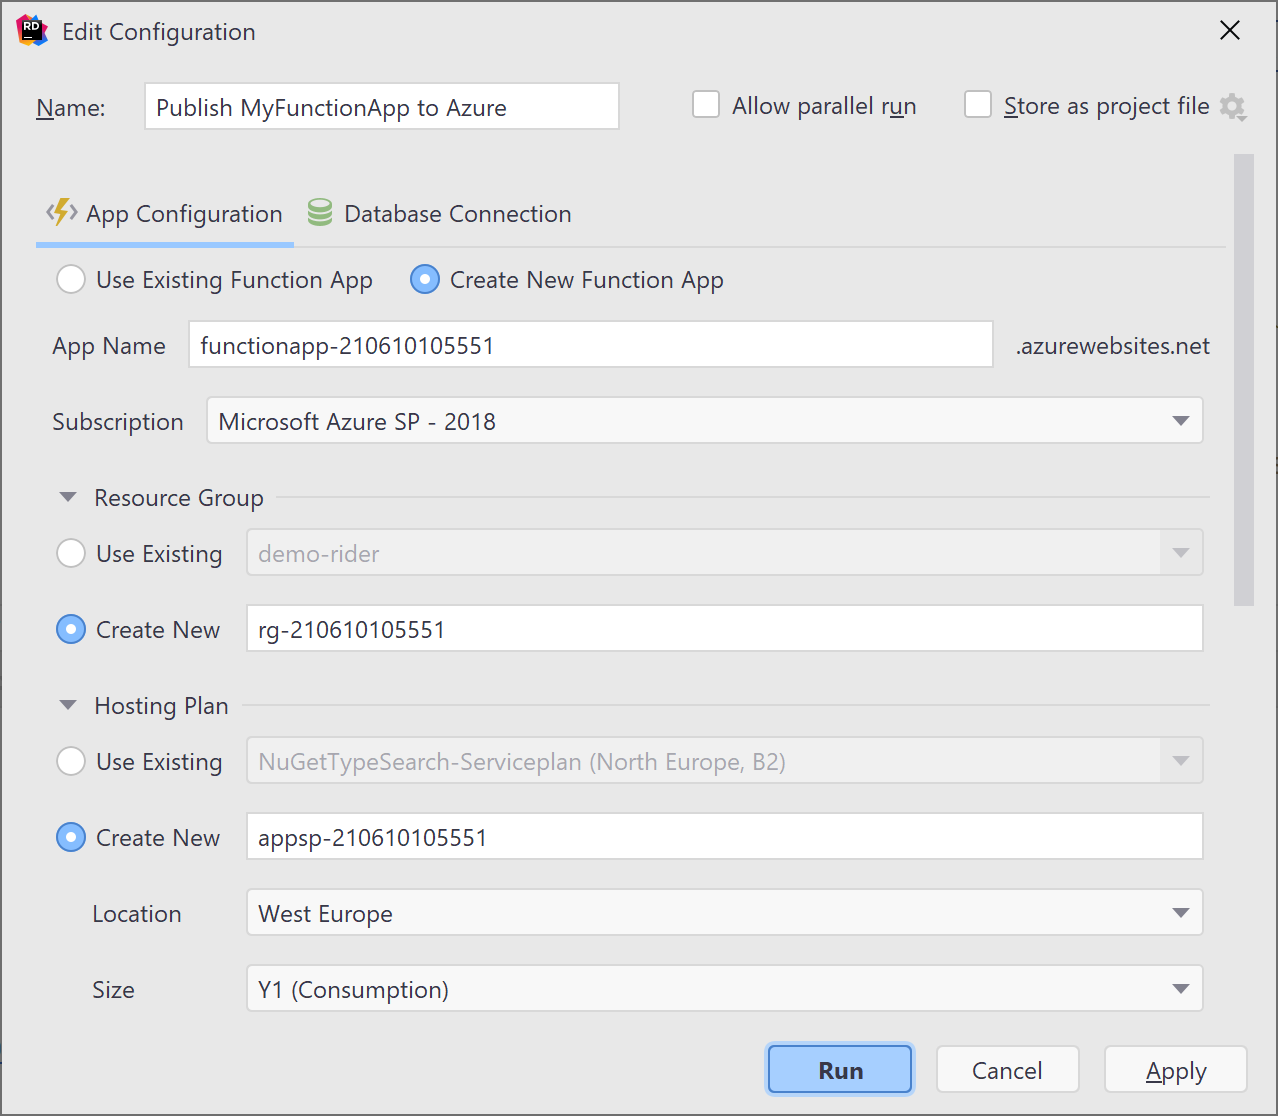 RD Edit Configuration
Name: Publish MyFunctionApp to Azure Allow parallel run Store as project file
App Configuration Database Connection
Use Existing Function App Create New Function App
App Name functionapp-210610105551 .azurewebsites.net
Subscription Microsoft Azure SP - 2018
Resource Group
Use Existing demo-rider
Create New rg-210610105551
Hosting Plan
Use Existing NuGetTypeSearch-Serviceplan (North Europe, B2)
Create New appsp-210610105551
Location West Europe
Size Y1 (Consumption)
Run Cancel Apply